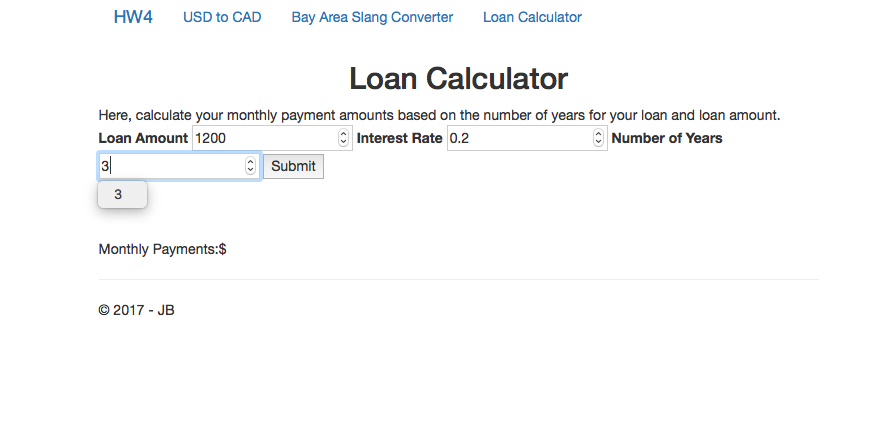 HW4 USD to CAD Bay Area Slang Converter Loan Calculator
Loan Calculator
Here, calculate your monthly payment amounts based on the number of years for your loan and loan amount.
Loan Amount 1200 Interest Rate 0.2 Number of Years
3 Submit
3
Monthly Payments:$
© 2017 - JB